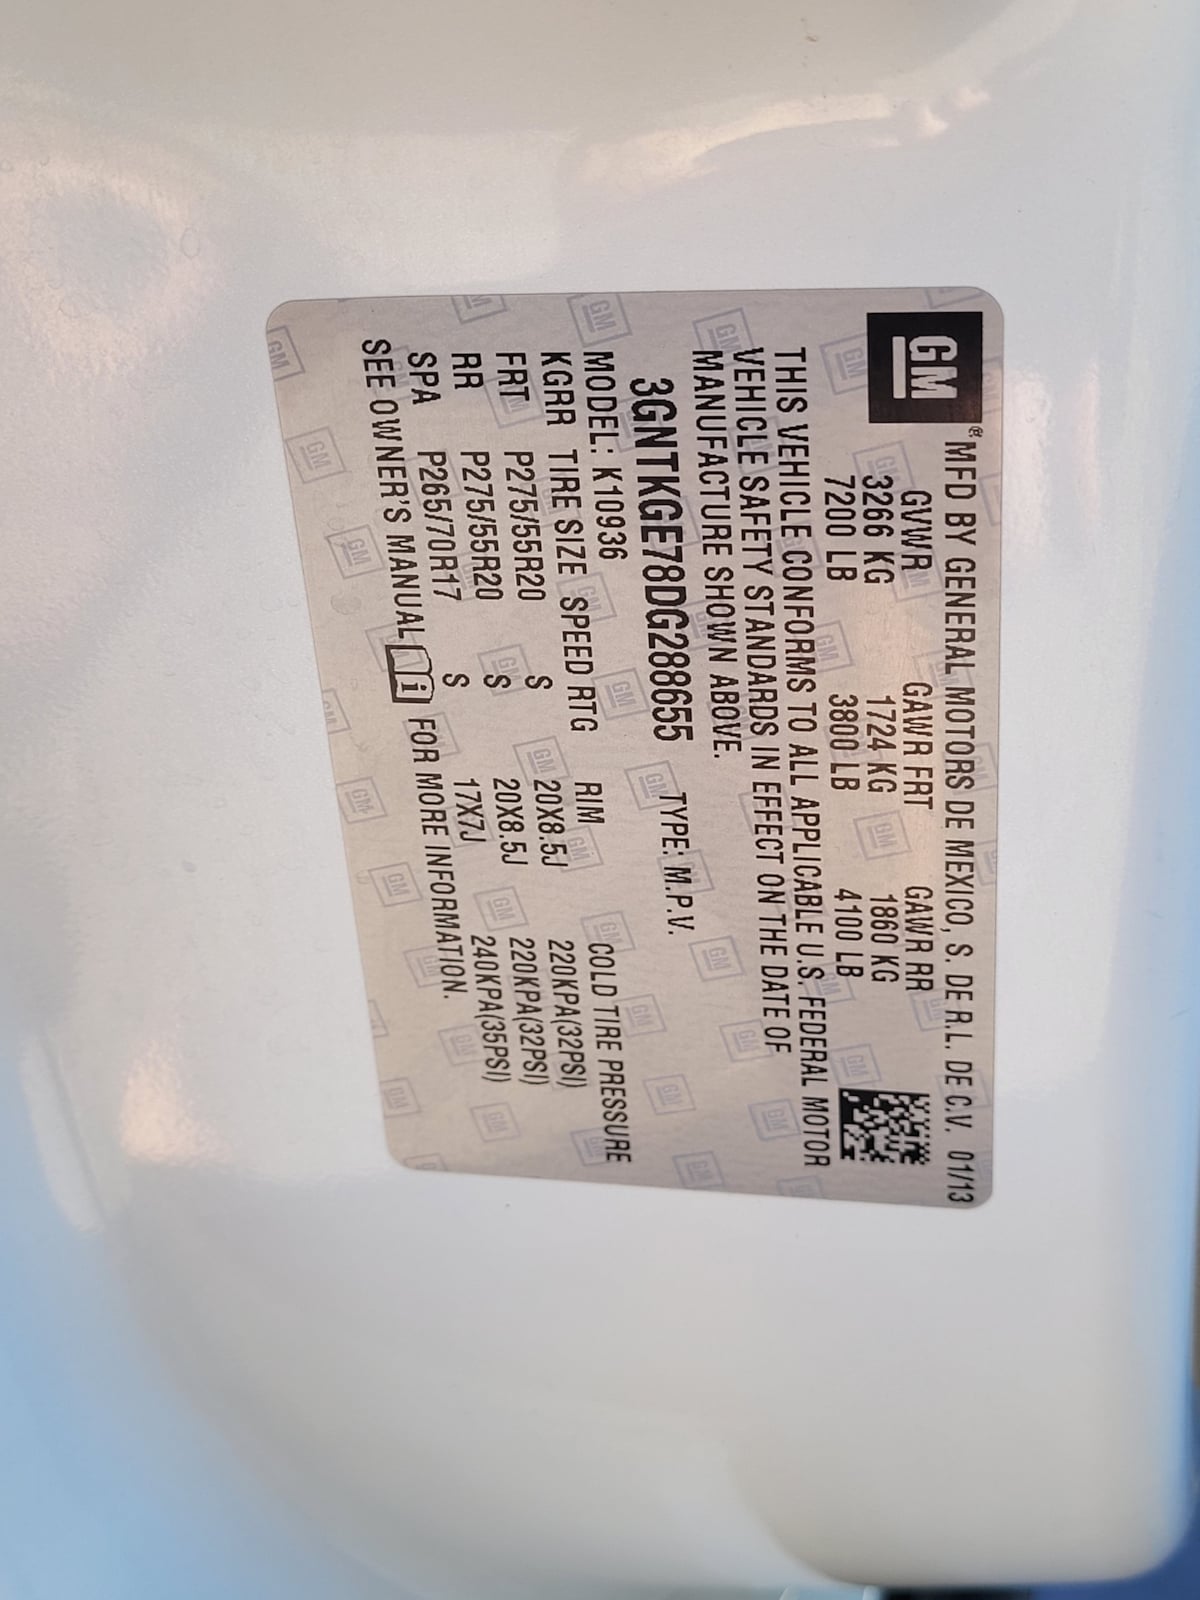 GM® MFD BY GENERAL MOTORS DE MEXICO, S. DE R.L. DE C.V. 01/13
GVWR GAWR FRT GAWR RR
3266 KG 1724 KG 1860 KG
7200 LB 3800 LB 4100 LB
THIS VEHICLE CONFORMS TO ALL APPLICABLE U.S. FEDERAL MOTOR
VEHICLE SAFETY STANDARDS IN EFFECT ON THE DATE OF
MANUFACTURE SHOWN ABOVE.
3GNTKGE78DG288655 TYPE: M.P.V.
MODEL: K10936
KGRR TIRE SIZE SPEED RTG RIM COLD TIRE PRESSURE
FRT P275/55R20 S 20X8.5J 220KPA(32PSI)
RR P275/55R20 S 20X8.5J 220KPA(32PSI)
SPA P265/70R17 S 17X7J 240KPA(35PSI)
SEE OWNER'S MANUAL i FOR MORE INFORMATION.